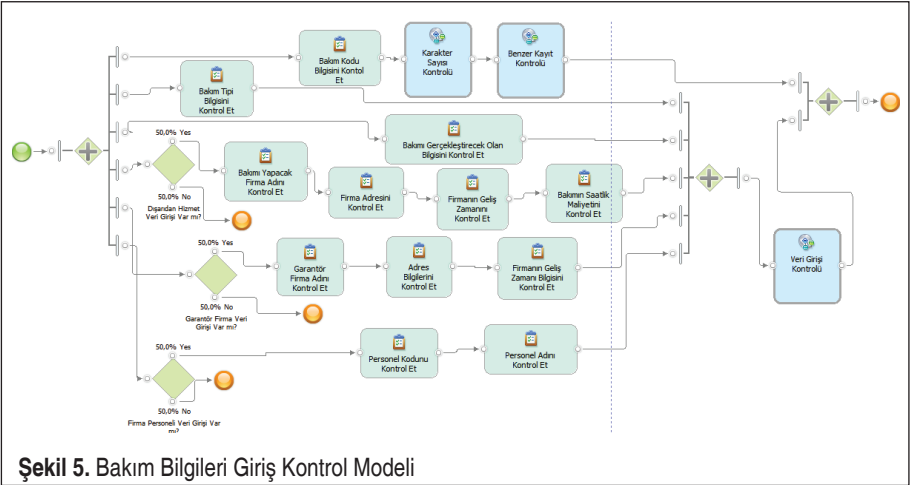 Bakım Kodu
Bilgisini Kontol
Et
Karakter
Sayısı
Kontrolü
Benzer Kayıt
Kontrolü
Bakım Tipi
Bilgisini
Kontrol Et
50,0% Yes
Bakımı Gerçekleştirecek Olan
Bilgisini Kontrol Et
Bakımı Yapacak
Firma Adını
Kontrol Et
Firma Adresini
Kontrol Et
Firmanın Geliş
Zamanını
Kontrol Et
Bakımın Saatlik
Maliyetini
Kontrol Et
50,0% No
Dışarıdan Hizmet
Veri Girişi Var mı?
50,0% Yes
Garantör
Firma Adını
Kontrol Et
Adres
Bilgilerini
Kontrol Et
Firmanın Geliş
Zamanı Bilgisini
Kontrol Et
Veri Girişi
Kontrolü
50.0% No
Garantör Firma Veri
Girişi Var mı?
50,0% Yes
Personel Kodunu
Kontrol Et
Personel Adını
Kontrol Et
50,0% No
Firma Personeli Veri Girişi Var
mı?
Şekil 5. Bakım Bilgileri Giriş Kontrol Modeli